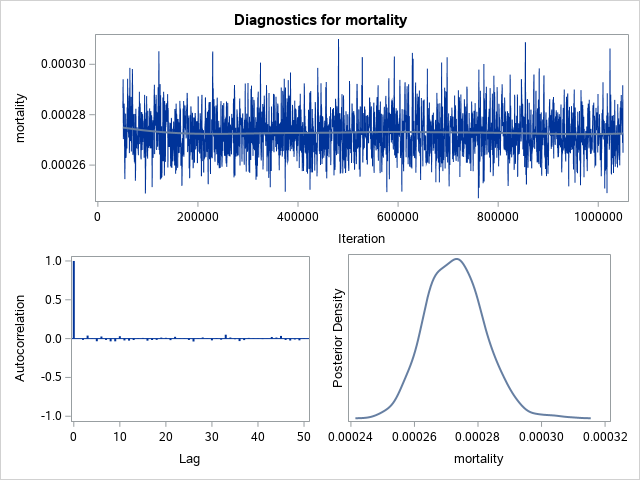 Diagnostics for mortality
mortality
0.00030
0.00028
0.00026
0 200000 400000 600000 800000 1000000
Iteration
Autocorrelation
1.0
0.5
0.0
-0.5
-1.0
0 10 20 30 40 50
Lag
Posterior Density
0.00024 0.00026 0.00028 0.00030 0.00032
mortality